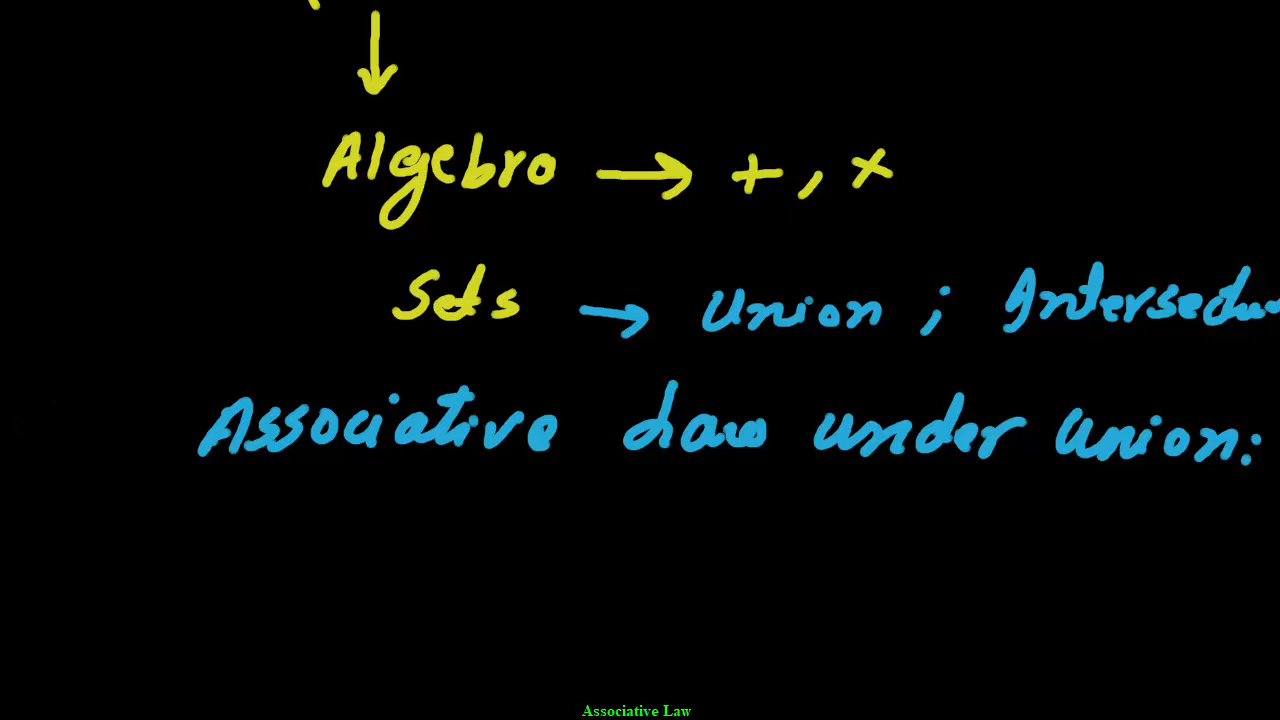 Algebra → +, ×
Sets → Union ; Intersection
Associative Law under Union:
Associative Law